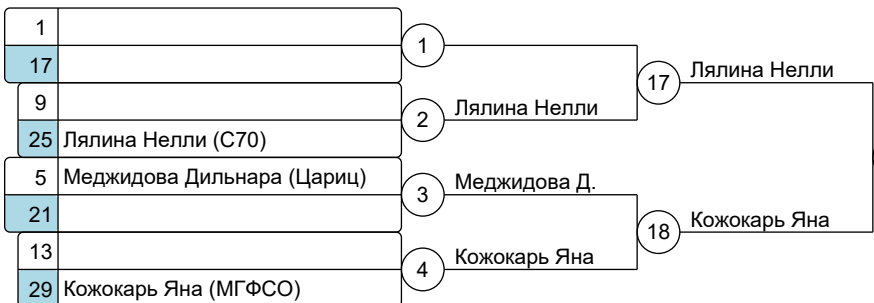 1
17
1
9
25 Лялина Нелли (С70)
2
Лялина Нелли
17
Лялина Нелли
5 Меджидова Дильнара (Цариц)
21
3
Меджидова Д.
13
29 Кожокарь Яна (МГФСО)
4
Кожокарь Яна
18
Кожокарь Яна